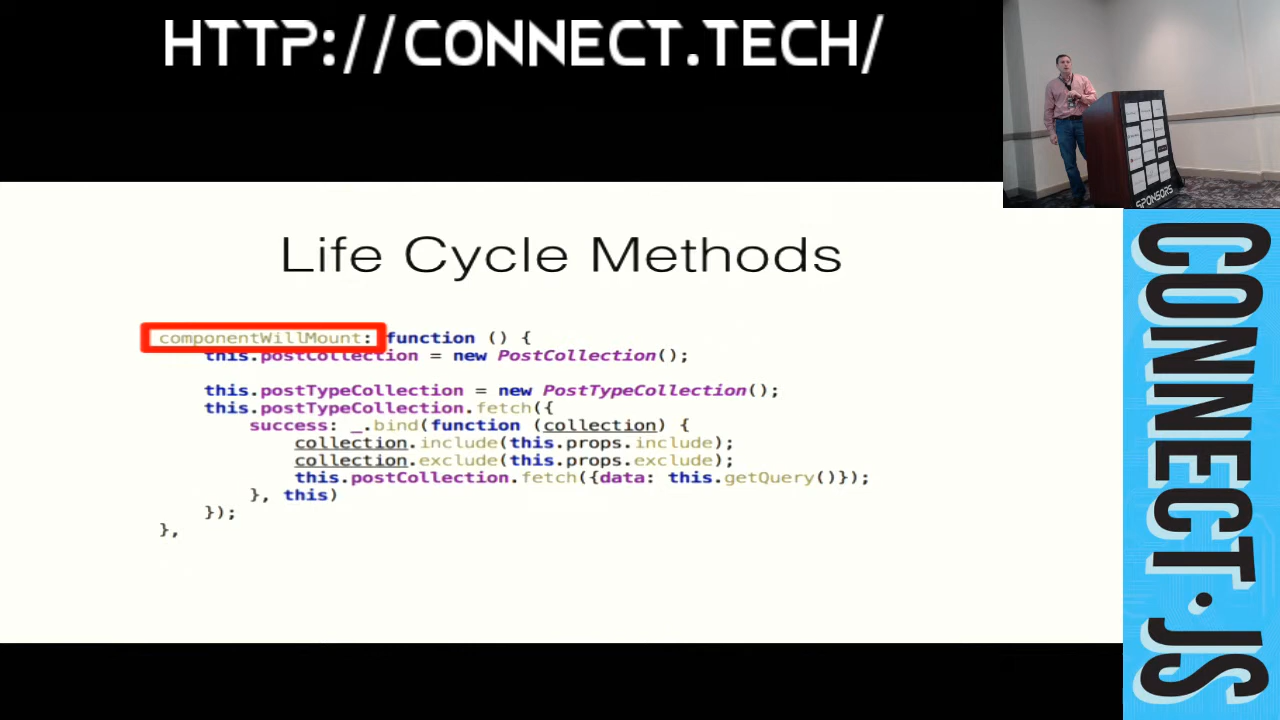 HTTP://CONNECT.TECH/
SPONSORS
Life Cycle Methods
componentWillMount: function () {
this.postCollection = new PostCollection();
this.postTypeCollection = new PostTypeCollection();
this.postTypeCollection.fetch({
success: _.bind(function (collection) {
collection.include(this.props.include);
collection.exclude(this.props.exclude);
this.postCollection.fetch({data: this.getQuery()});
}, this)
});
},
CONNECT.JS